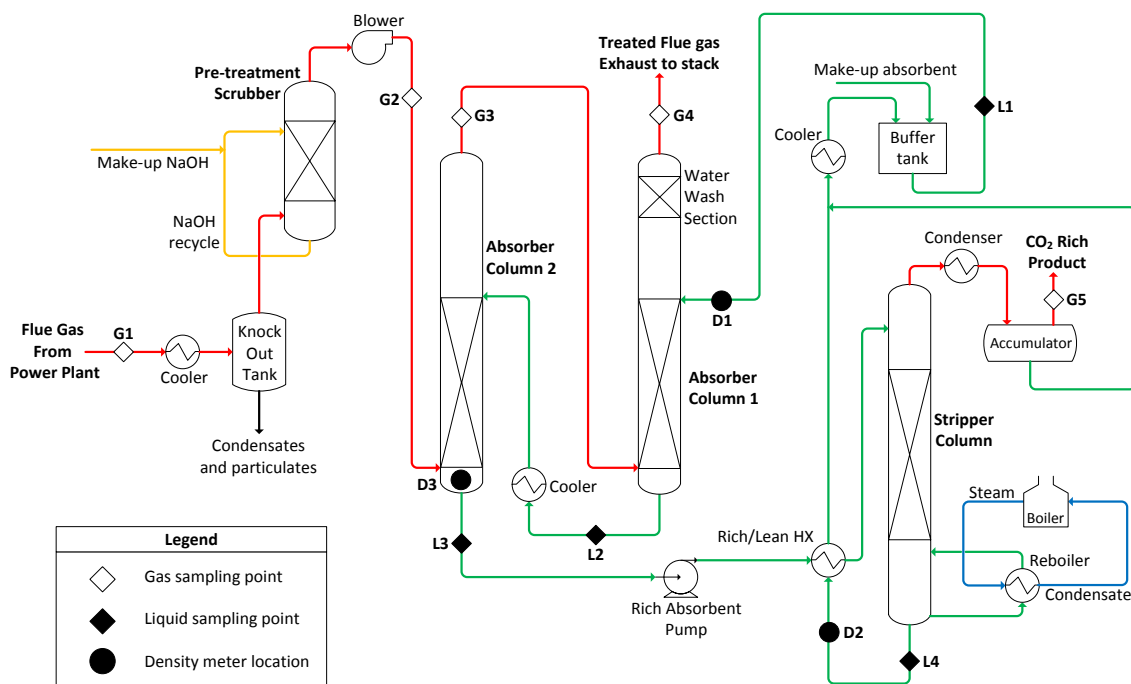 Blower
Pre-treatment
Scrubber
G2
Make-up NaOH
NaOH
recycle
Flue Gas
From
Power Plant
G1
Cooler
Knock
Out
Tank
Condensates
and particulates
G3
Absorber
Column 2
D3
L3
Cooler
L2
Treated Flue gas
Exhaust to stack
G4
Water
Wash
Section
D1
Absorber
Column 1
Make-up absorbent
Cooler
Buffer
tank
L1
Condenser
CO₂ Rich
Product
G5
Accumulator
Stripper
Column
Steam
Boiler
Reboiler
Condensate
Rich/Lean HX
Rich Absorbent
Pump
D2
L4
Legend
Gas sampling point
Liquid sampling point
Density meter location